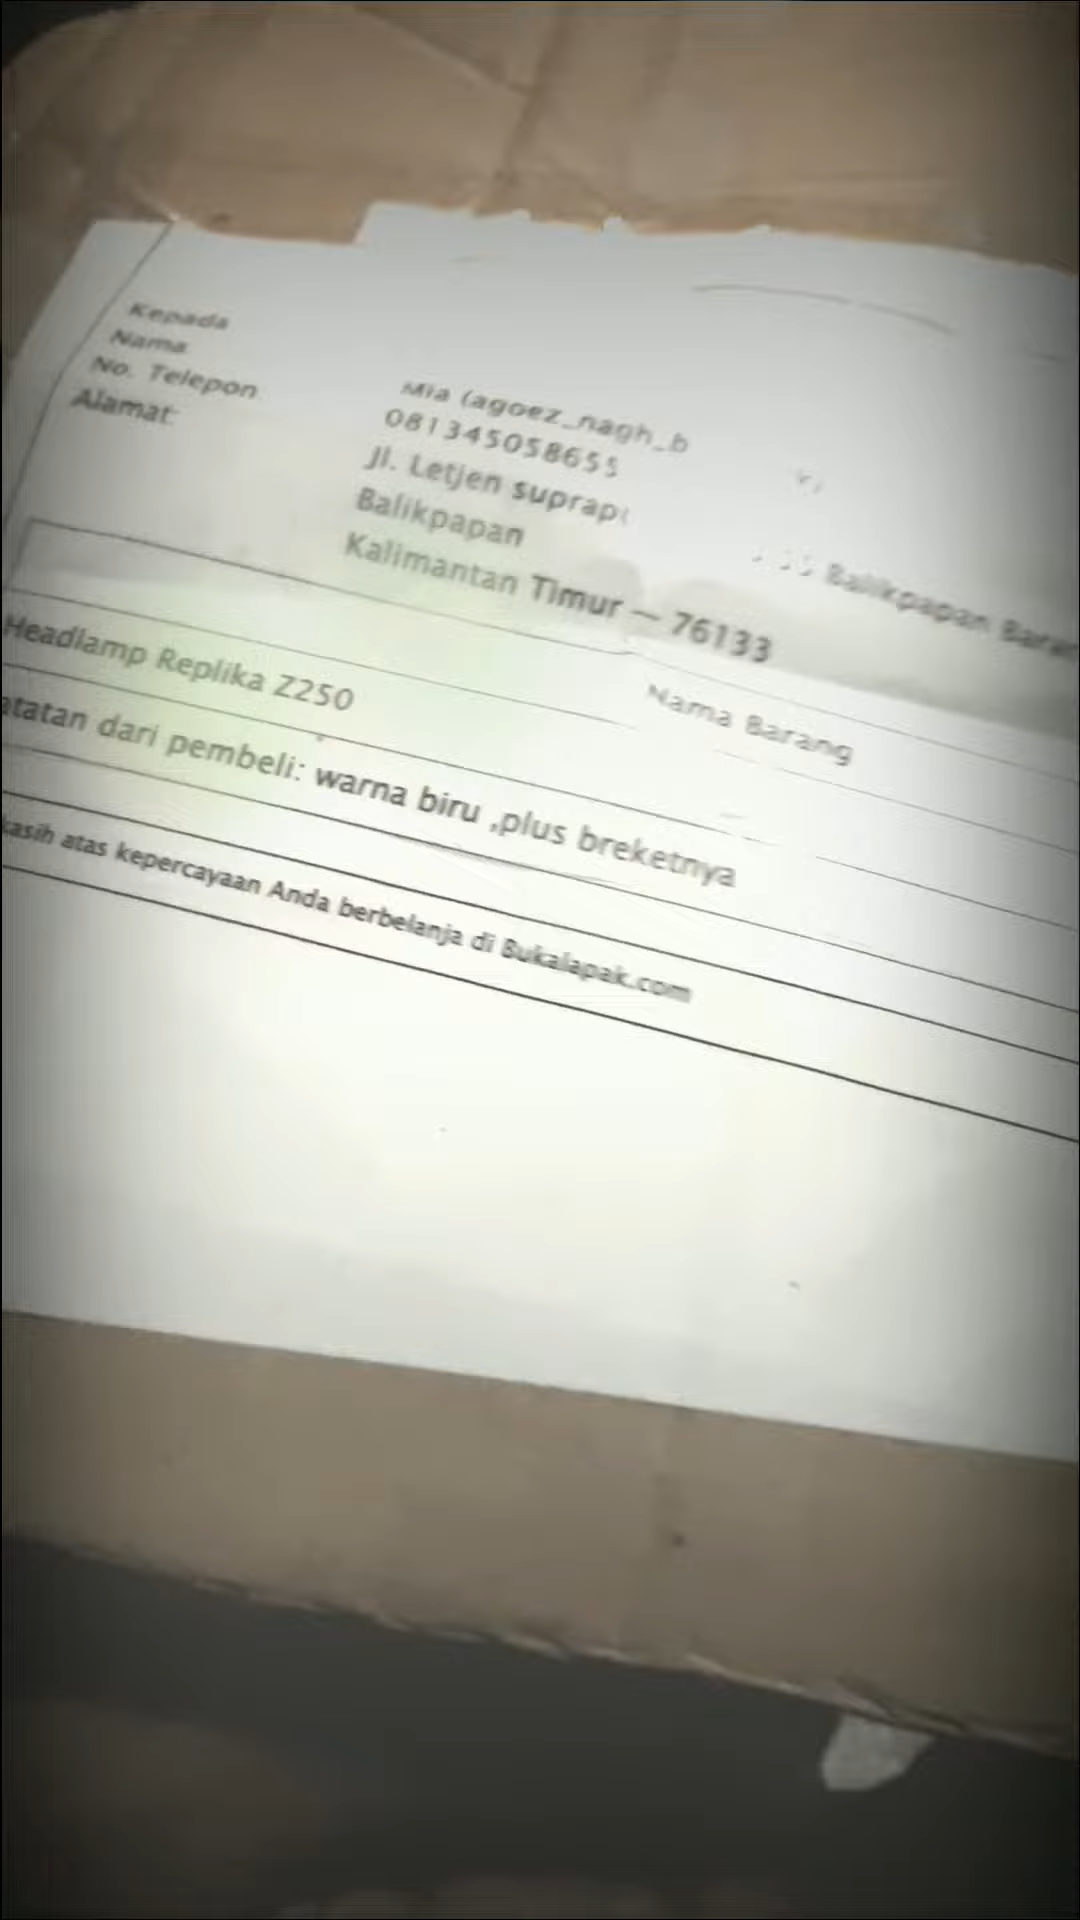 Kepada
Nama
No. Telepon
Alamat:
Mia (agoez_nagh_b
081345058655
Jl. Letjen suprap
Balikpapan Barat
Balikpapan
Kalimantan Timur — 76133
Nama Barang
Headlamp Replika Z250
atatan dari pembeli: warna biru ,plus breketnya
kasih atas kepercayaan Anda berbelanja di Bukalapak.com